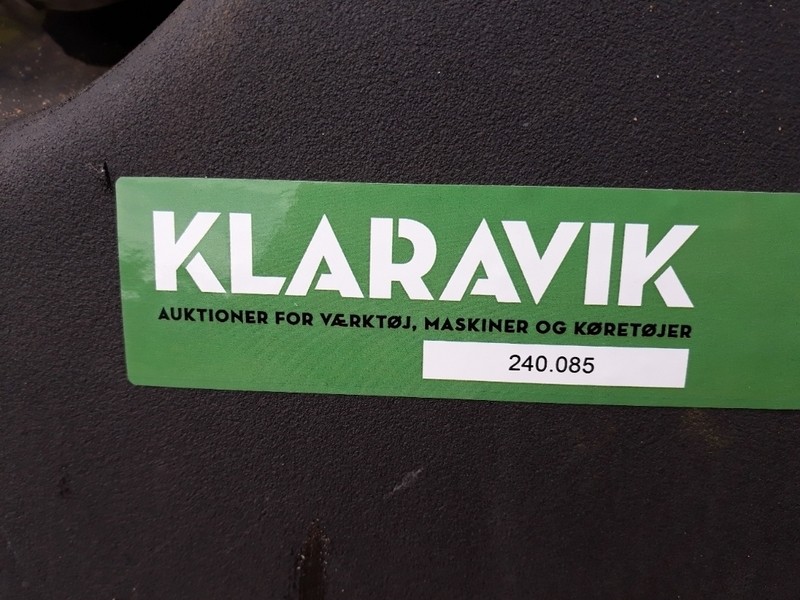 KLARAVIK
AUKTIONER FOR VÆRKTØJ, MASKINER OG KØRETØJER
240.085